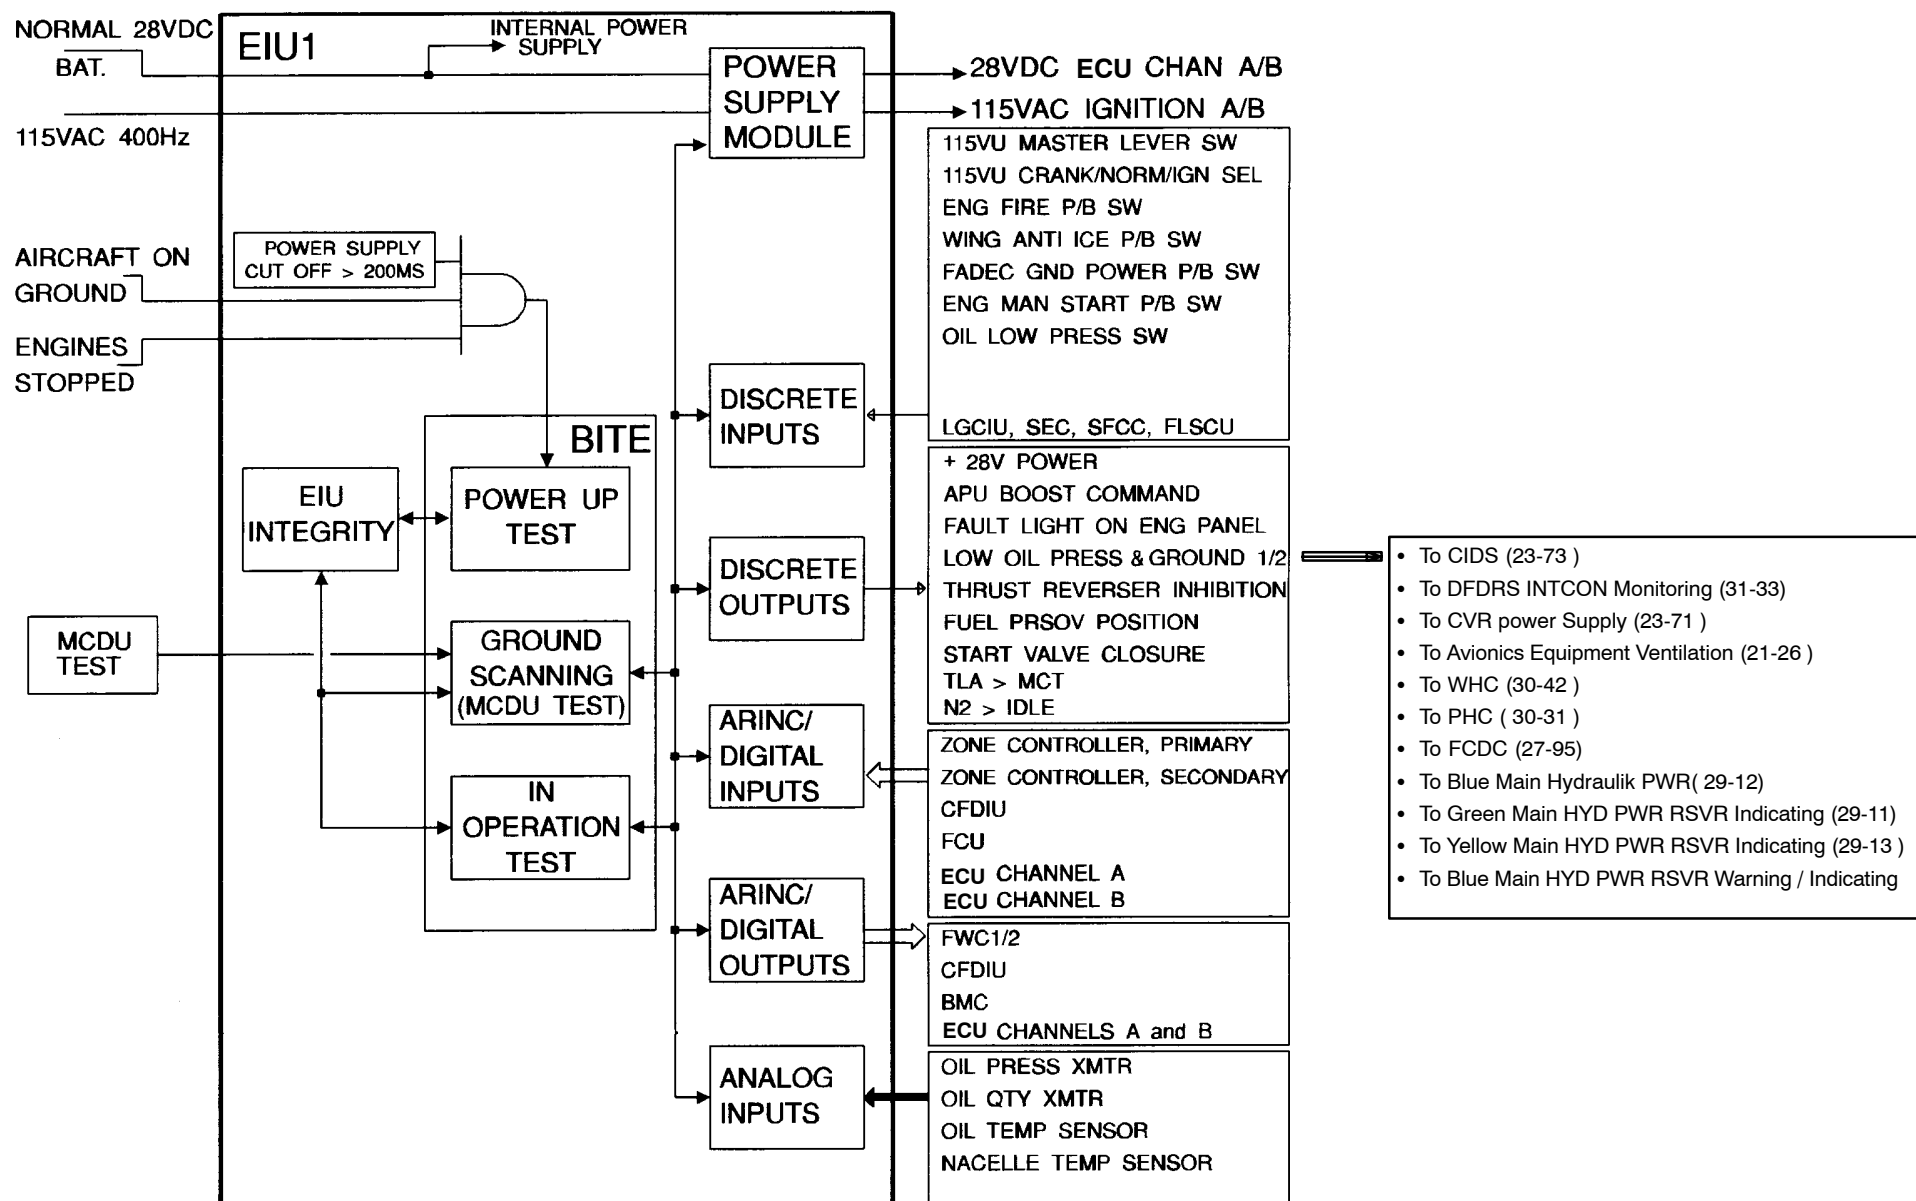 NORMAL 28VDC
BAT.
115VAC 400Hz
AIRCRAFT ON
GROUND
ENGINES
STOPPED
MCDU
TEST
EIU1
INTERNAL POWER
SUPPLY
POWER
SUPPLY
MODULE
POWER SUPPLY
CUT OFF > 200MS
BITE
EIU
INTEGRITY
POWER UP
TEST
GROUND
SCANNING
(MCDU TEST)
IN
OPERATION
TEST
DISCRETE
INPUTS
DISCRETE
OUTPUTS
ARINC/
DIGITAL
INPUTS
ARINC/
DIGITAL
OUTPUTS
ANALOG
INPUTS
28VDC ECU CHAN A/B
115VAC IGNITION A/B
115VU MASTER LEVER SW
115VU CRANK/NORM/IGN SEL
ENG FIRE P/B SW
WING ANTI ICE P/B SW
FADEC GND POWER P/B SW
ENG MAN START P/B SW
OIL LOW PRESS SW
LGCIU, SEC, SFCC, FLSCU
+ 28V POWER
APU BOOST COMMAND
FAULT LIGHT ON ENG PANEL
LOW OIL PRESS & GROUND 1/2
THRUST REVERSER INHIBITION
FUEL PRSOV POSITION
START VALVE CLOSURE
TLA > MCT
N2 > IDLE
ZONE CONTROLLER, PRIMARY
ZONE CONTROLLER, SECONDARY
CFDIU
FCU
ECU CHANNEL A
ECU CHANNEL B
FWC1/2
CFDIU
BMC
ECU CHANNELS A and B
OIL PRESS XMTR
OIL QTY XMTR
OIL TEMP SENSOR
NACELLE TEMP SENSOR
• To CIDS (23-73 )
• To DFDRS INTCON Monitoring (31-33)
• To CVR power Supply (23-71 )
• To Avionics Equipment Ventilation (21-26 )
• To WHC (30-42 )
• To PHC ( 30-31 )
• To FCDC (27-95)
• To Blue Main Hydraulik PWR( 29-12)
• To Green Main HYD PWR RSVR Indicating (29-11)
• To Yellow Main HYD PWR RSVR Indicating (29-13 )
• To Blue Main HYD PWR RSVR Warning / Indicating